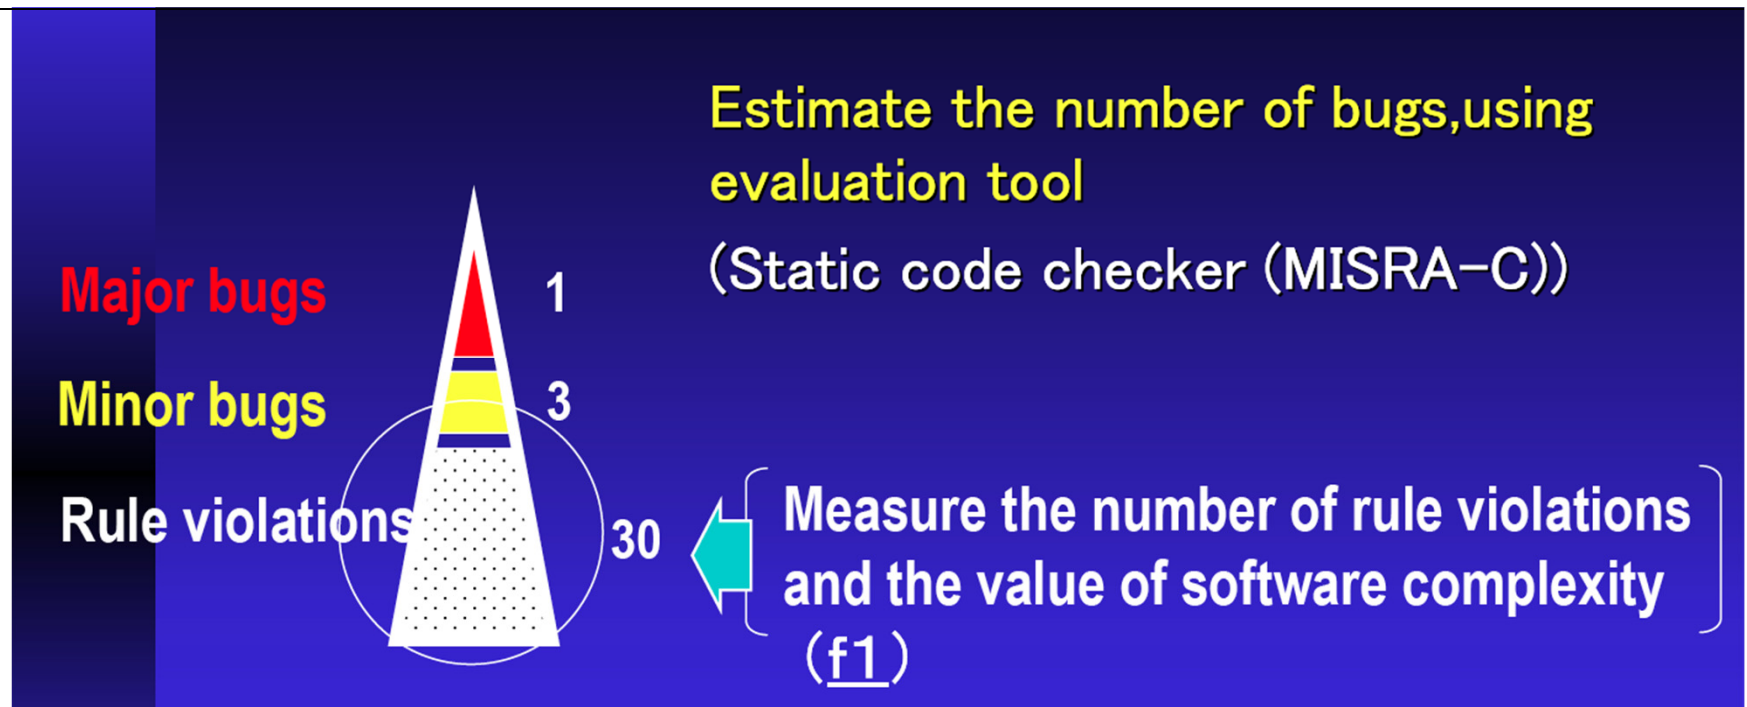 Estimate the number of bugs,using
evaluation tool
(Static code checker (MISRA-C))
Major bugs 1
Minor bugs 3
Rule violations 30
Measure the number of rule violations
and the value of software complexity
(f1)